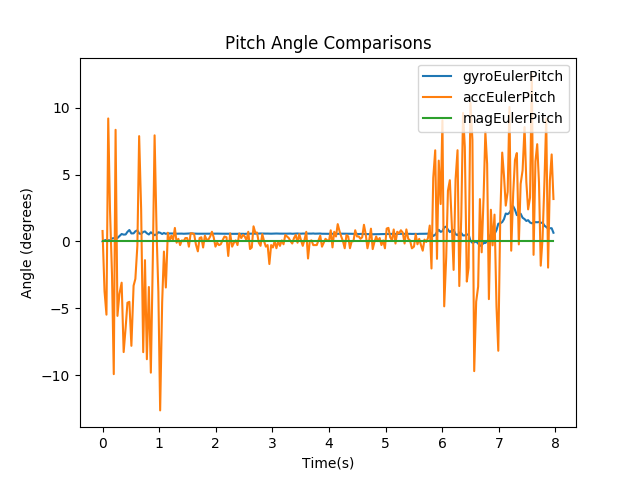 Pitch Angle Comparisons
gyroEulerPitch
accEulerPitch
magEulerPitch
Angle (degrees)
10
5
0
−5
−10
0 1 2 3 4 5 6 7 8
Time(s)